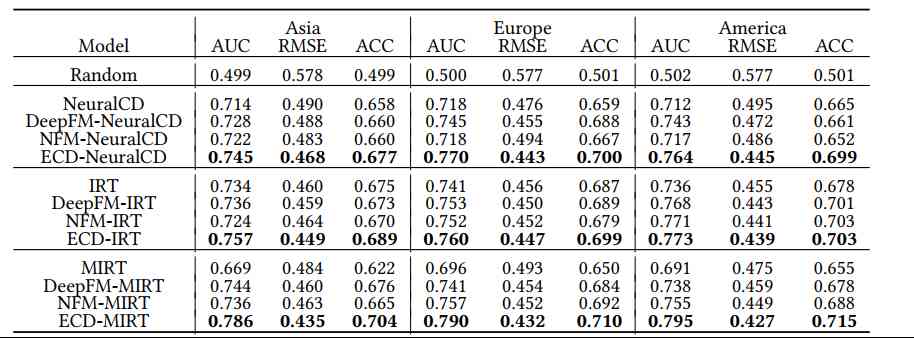 Asia Europe America
Model AUC RMSE ACC AUC RMSE ACC AUC RMSE ACC
Random 0.499 0.578 0.499 0.500 0.577 0.501 0.502 0.577 0.501
NeuralCD 0.714 0.490 0.658 0.718 0.476 0.659 0.712 0.495 0.665
DeepFM-NeuralCD 0.728 0.488 0.660 0.745 0.455 0.688 0.743 0.472 0.661
NFM-NeuralCD 0.722 0.483 0.660 0.718 0.494 0.667 0.717 0.486 0.652
ECD-NeuralCD 0.745 0.468 0.677 0.770 0.443 0.700 0.764 0.445 0.699
IRT 0.734 0.460 0.675 0.741 0.456 0.687 0.736 0.455 0.678
DeepFM-IRT 0.736 0.459 0.673 0.753 0.450 0.689 0.768 0.443 0.701
NFM-IRT 0.724 0.464 0.670 0.752 0.452 0.679 0.771 0.441 0.703
ECD-IRT 0.757 0.449 0.689 0.760 0.447 0.699 0.773 0.439 0.703
MIRT 0.669 0.484 0.622 0.696 0.493 0.650 0.691 0.475 0.655
DeepFM-MIRT 0.744 0.460 0.676 0.741 0.454 0.684 0.738 0.459 0.678
NFM-MIRT 0.736 0.463 0.665 0.757 0.452 0.692 0.755 0.449 0.688
ECD-MIRT 0.786 0.435 0.704 0.790 0.432 0.710 0.795 0.427 0.715